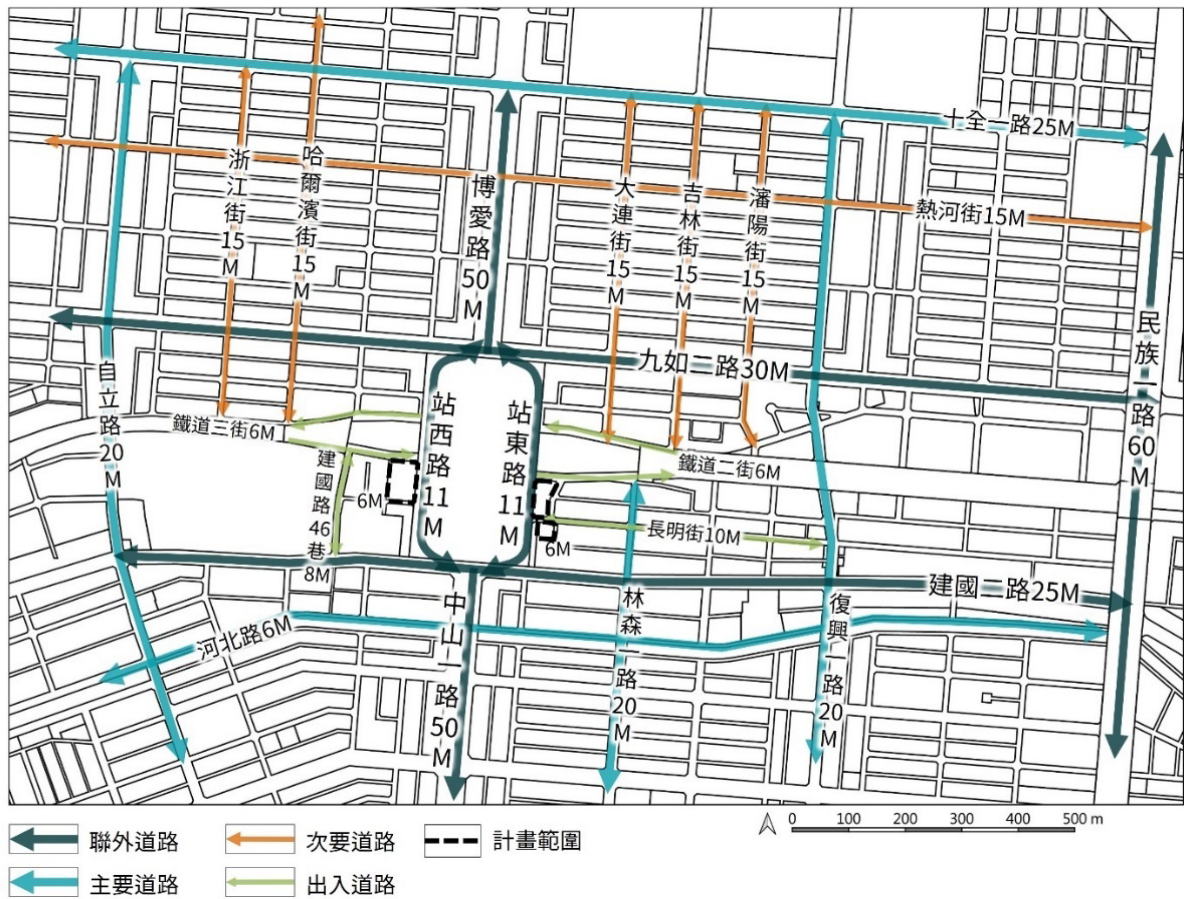 十全一路25M
浙江街15M
哈爾濱街15M
博愛路50M
大連街15M
吉林街15M
瀋陽街15M
熱河街15M
民族一路60M
九如二路30M
自立路20M
鐵道三街6M
站西路11M
站東路11M
鐵道二街6M
建國路46巷8M
6M
6M
長明街10M
建國二路25M
河北路6M
中山一路50M
林森一路20M
復興一路20M
0 100 200 300 400 500 m
聯外道路
次要道路
計畫範圍
主要道路
出入道路